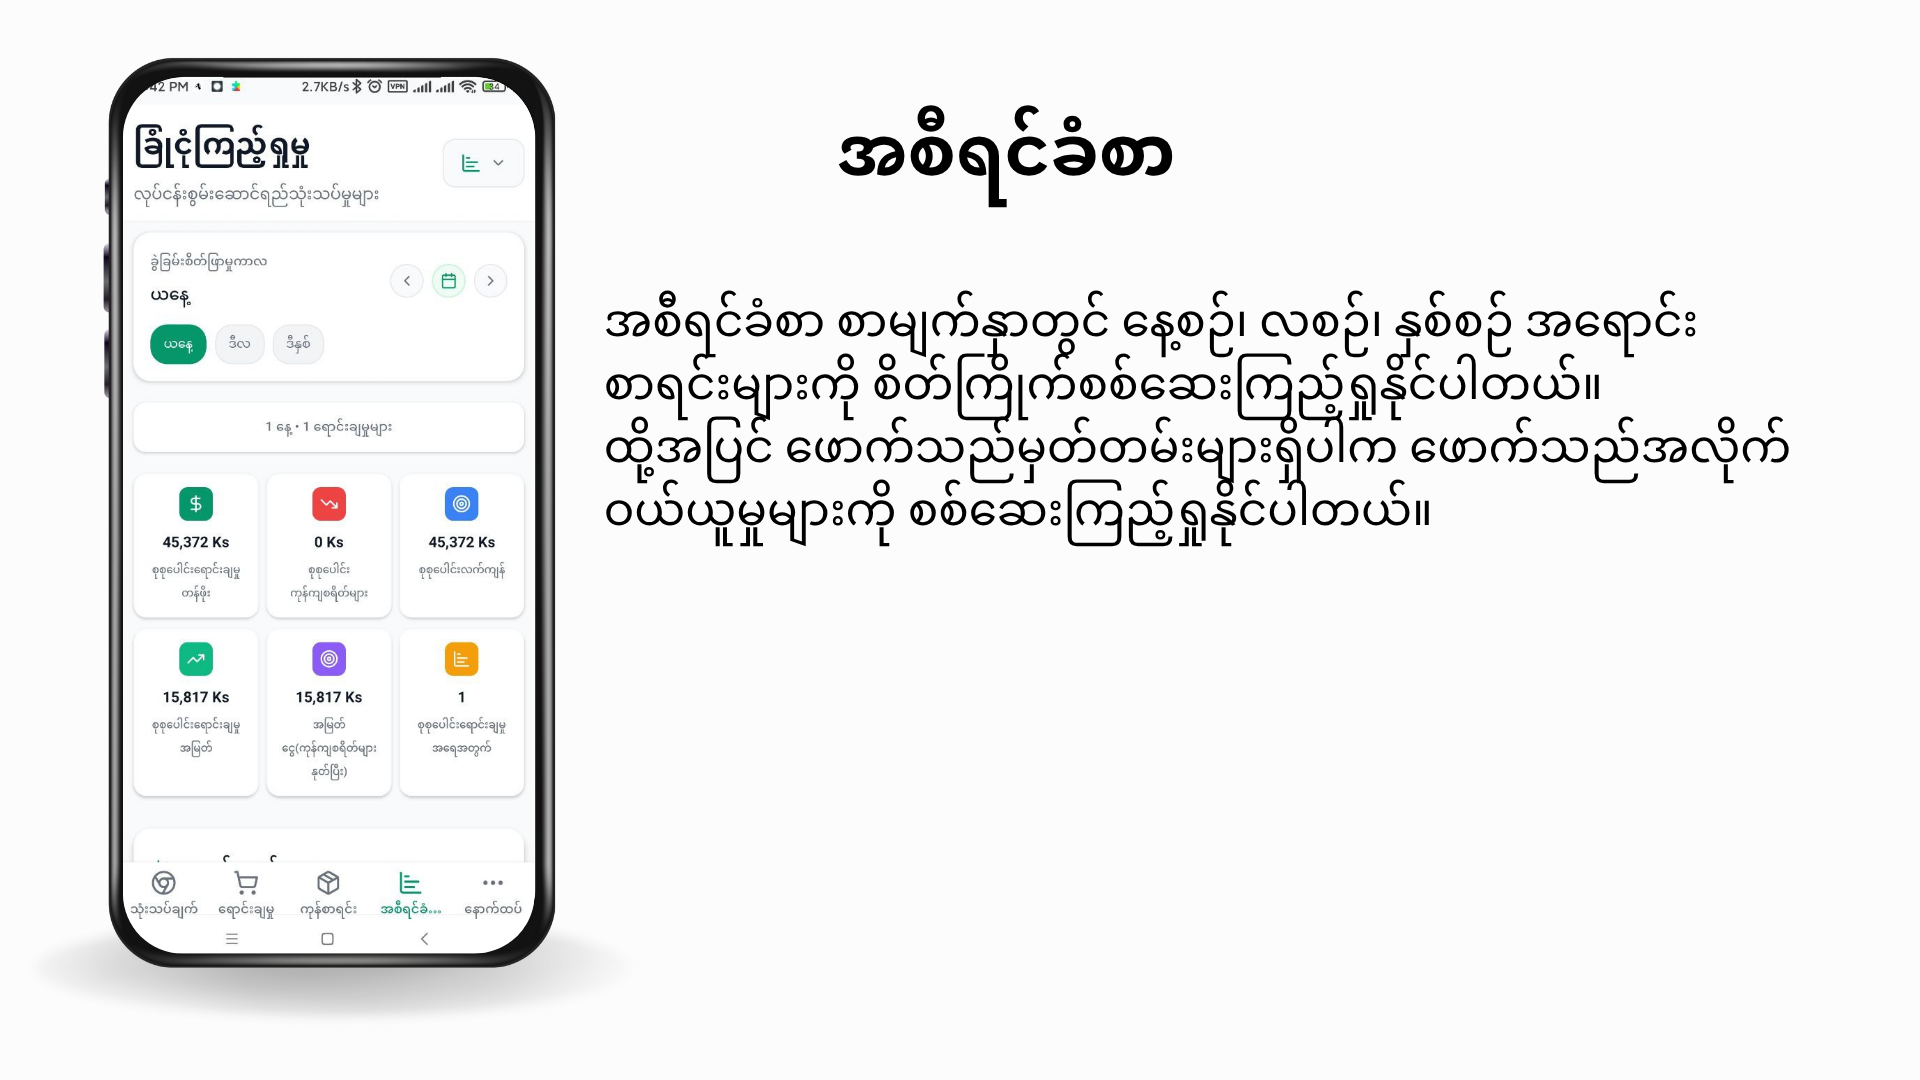 42 PM
2.7KB/s
VPN
34
ခြုံငုံကြည့်ရှုမှု
လုပ်ငန်းစွမ်းဆောင်ရည်သုံးသပ်မှုများ
ခွဲခြမ်းစိတ်ဖြာမှုကာလ
ယနေ့
ယနေ့
ဒီလ
ဒီနှစ်
1 နေ့ • 1 ရောင်းချမှုများ
45,372 Ks
စုစုပေါင်းရောင်းချမှု
တန်ဖိုး
0 Ks
စုစုပေါင်း
ကုန်ကျစရိတ်များ
45,372 Ks
စုစုပေါင်းလက်ကျန်
15,817 Ks
စုစုပေါင်းရောင်းချမှု
အမြတ်
15,817 Ks
အမြတ်
ငွေ(ကုန်ကျစရိတ်များ
နုတ်ပြီး)
1
စုစုပေါင်းရောင်းချမှု
အရေအတွက်
သုံးသပ်ချက်
ရောင်းချမှု
ကုန်စာရင်း
အစီရင်ခံ...
နောက်ထပ်
အစီရင်ခံစာ
အစီရင်ခံစာ စာမျက်နှာတွင် နေ့စဉ်၊ လစဉ်၊ နှစ်စဉ် အရောင်း
စာရင်းများကို စိတ်ကြိုက်စစ်ဆေးကြည့်ရှုနိုင်ပါတယ်။
ထို့အပြင် ဖောက်သည်မှတ်တမ်းများရှိပါက ဖောက်သည်အလိုက်
ဝယ်ယူမှုများကို စစ်ဆေးကြည့်ရှုနိုင်ပါတယ်။